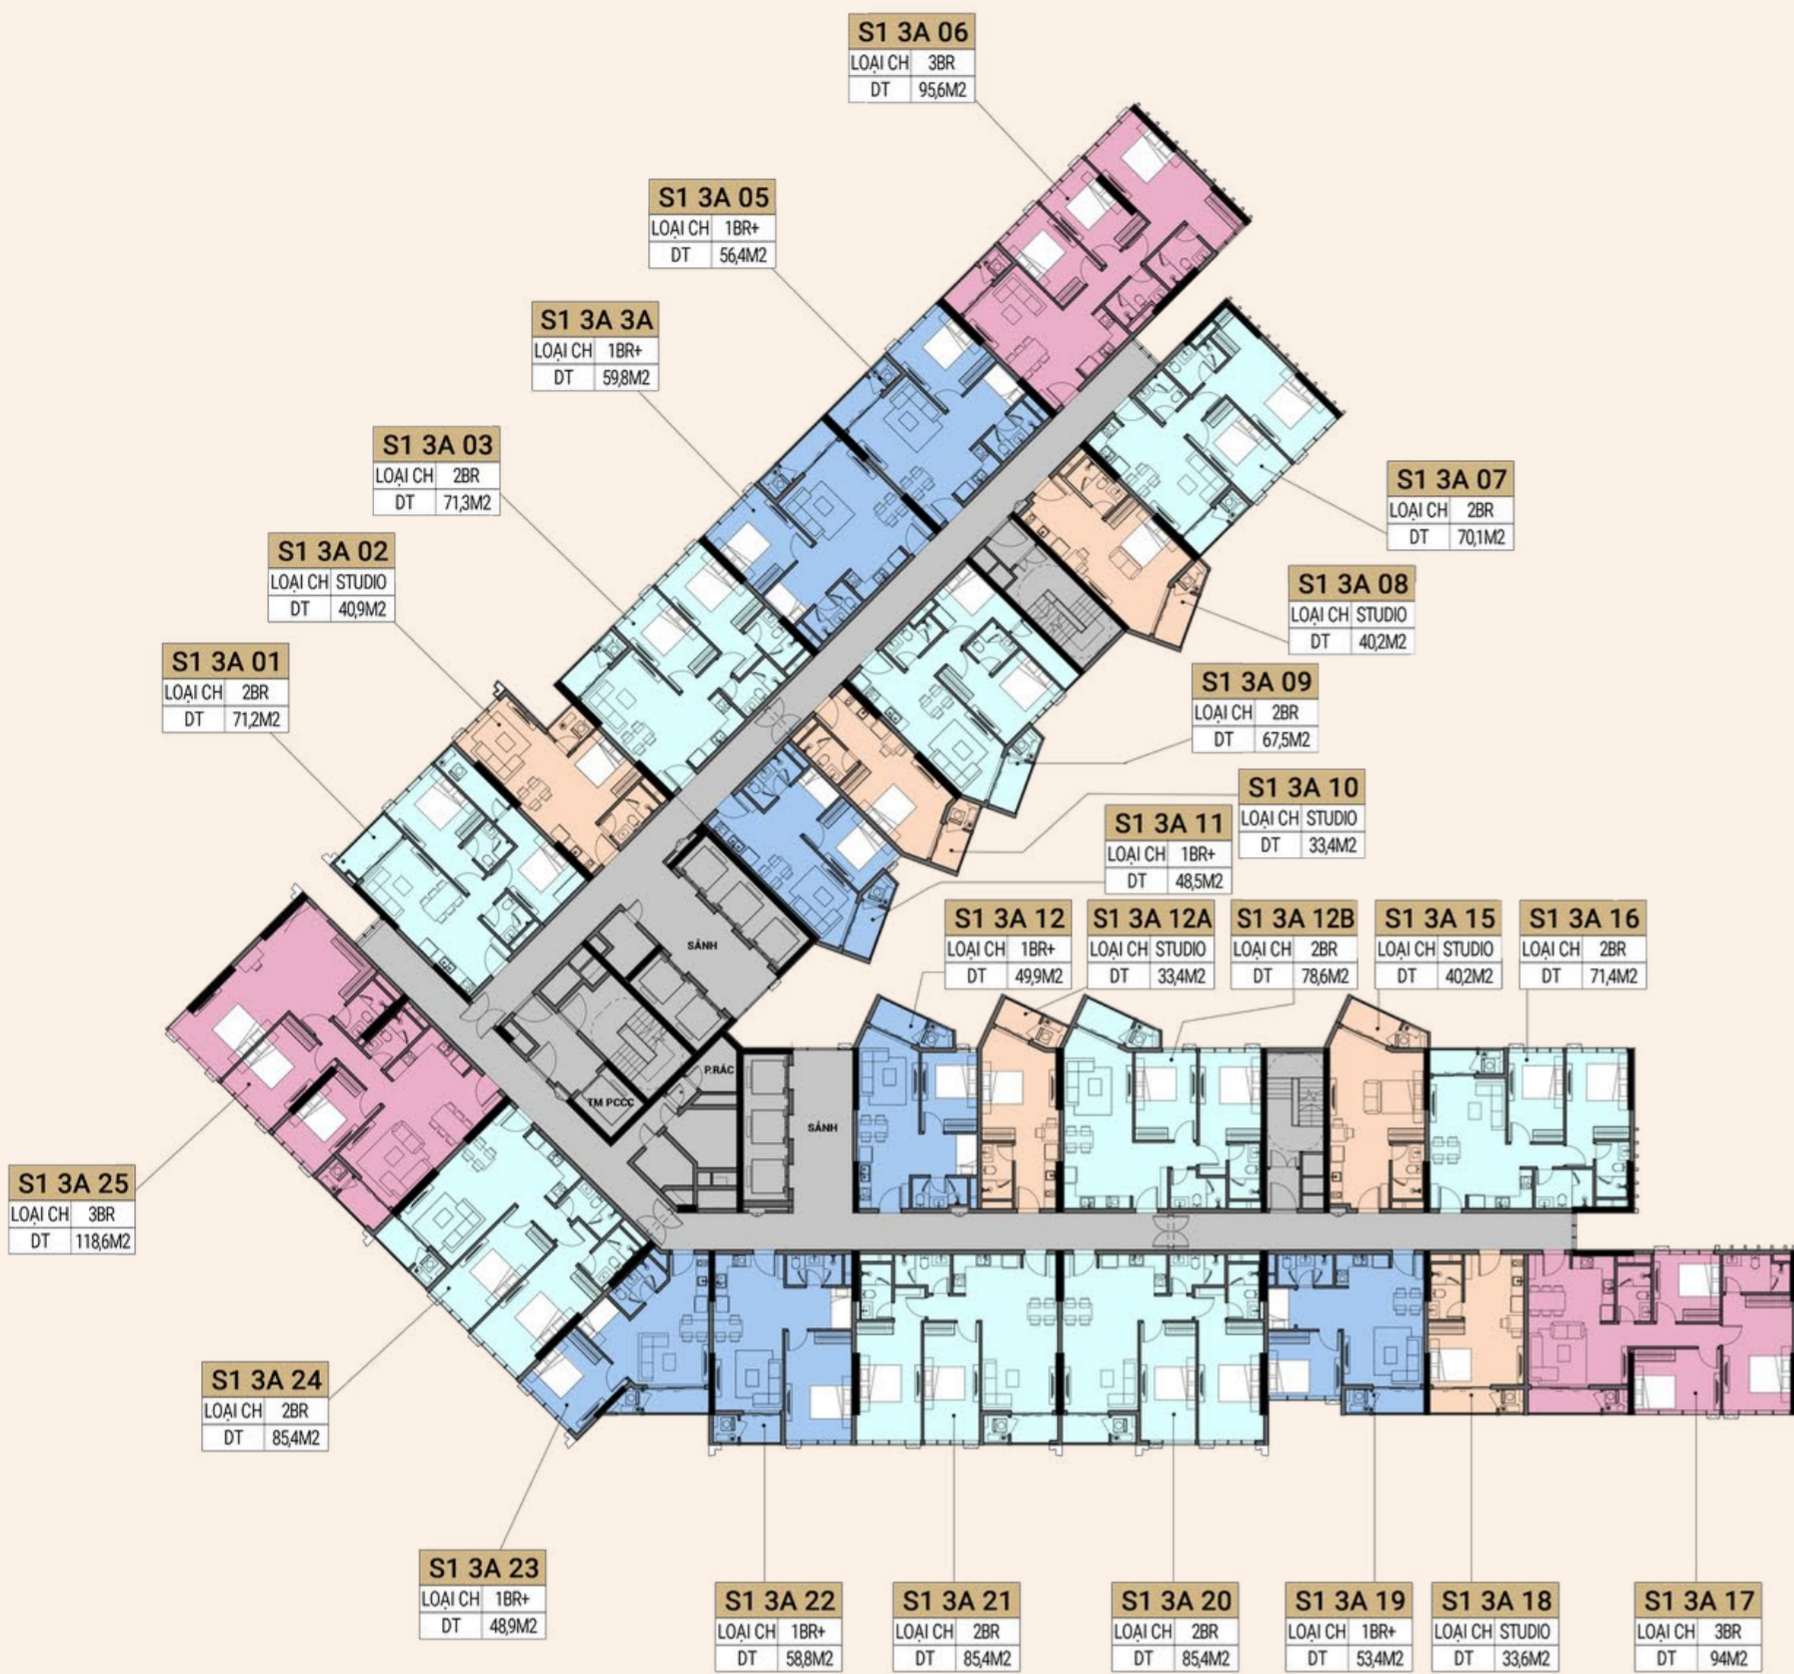 S1 3A 06
LOẠI CH 3BR
DT 95,6M2
S1 3A 05
LOẠI CH 1BR+
DT 56,4M2
S1 3A 3A
LOẠI CH 1BR+
DT 59,8M2
S1 3A 03
LOẠI CH 2BR
DT 71,3M2
S1 3A 07
LOẠI CH 2BR
DT 70,1M2
S1 3A 02
LOẠI CH STUDIO
DT 40,9M2
S1 3A 08
LOẠI CH STUDIO
DT 40,2M2
S1 3A 01
LOẠI CH 2BR
DT 71,2M2
S1 3A 09
LOẠI CH 2BR
DT 67,5M2
S1 3A 10
LOẠI CH STUDIO
DT 33,4M2
S1 3A 11
LOẠI CH 1BR+
DT 48,5M2
S1 3A 12
LOẠI CH 1BR+
DT 49,9M2
S1 3A 12A
LOẠI CH STUDIO
DT 33,4M2
S1 3A 12B
LOẠI CH 2BR
DT 78,6M2
S1 3A 15
LOẠI CH STUDIO
DT 40,2M2
S1 3A 16
LOẠI CH 2BR
DT 71,4M2
SẢNH
P.RÁC
TM PCCC
SẢNH
S1 3A 25
LOẠI CH 3BR
DT 118,6M2
S1 3A 24
LOẠI CH 2BR
DT 85,4M2
S1 3A 23
LOẠI CH 1BR+
DT 48,9M2
S1 3A 22
LOẠI CH 1BR+
DT 58,8M2
S1 3A 21
LOẠI CH 2BR
DT 85,4M2
S1 3A 20
LOẠI CH 2BR
DT 85,4M2
S1 3A 19
LOẠI CH 1BR+
DT 53,4M2
S1 3A 18
LOẠI CH STUDIO
DT 33,6M2
S1 3A 17
LOẠI CH 3BR
DT 94M2